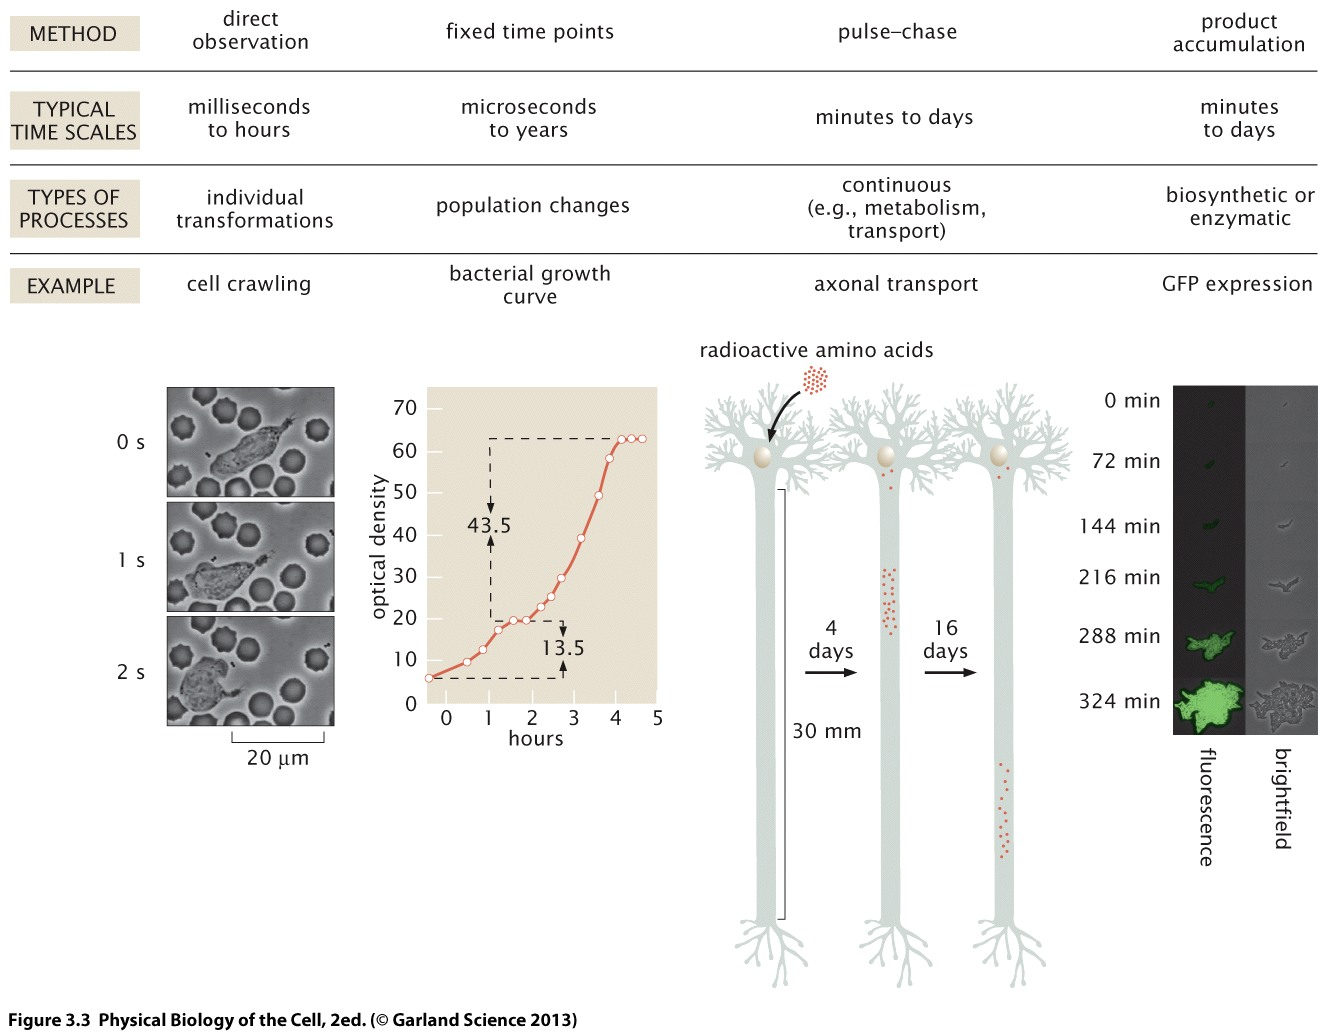 METHOD
direct
observation
fixed time points
pulse–chase
product
accumulation
TYPICAL
TIME SCALES
milliseconds
to hours
microseconds
to years
minutes to days
minutes
to days
TYPES OF
PROCESSES
individual
transformations
population changes
continuous
(e.g., metabolism,
transport)
biosynthetic or
enzymatic
EXAMPLE
cell crawling
bacterial growth
curve
axonal transport
GFP expression
0 s
1 s
2 s
20 μm
optical density
70
60
50
40
30
20
10
0
43.5
13.5
0 1 2 3 4 5
hours
radioactive amino acids
4
days
16
days
30 mm
0 min
72 min
144 min
216 min
288 min
324 min
fluorescence
brightfield
Figure 3.3 Physical Biology of the Cell, 2ed. (© Garland Science 2013)